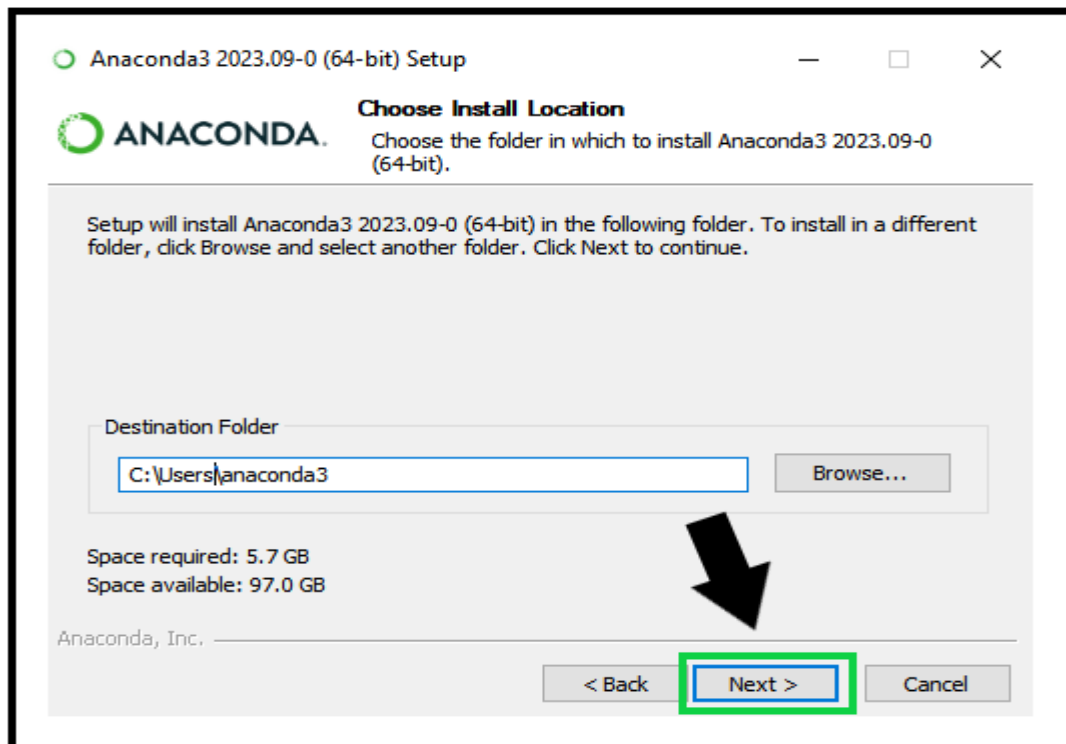 Anaconda3 2023.09-0 (64-bit) Setup
ANACONDA.
Choose Install Location
Choose the folder in which to install Anaconda3 2023.09-0
(64-bit).
Setup will install Anaconda3 2023.09-0 (64-bit) in the following folder. To install in a different
folder, click Browse and select another folder. Click Next to continue.
Destination Folder
C:\Users\anaconda3
Browse...
Space required: 5.7 GB
Space available: 97.0 GB
Anaconda, Inc.
< Back
Next >
Cancel